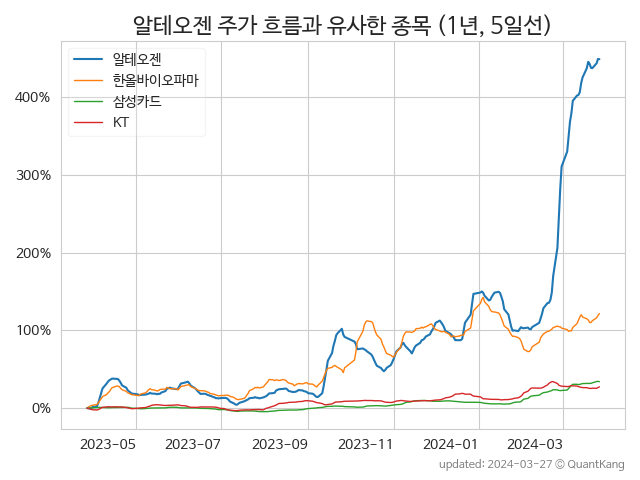 알테오젠 주가 흐름과 유사한 종목 (1년, 5일선)
알테오젠
한올바이오파마
삼성카드
KT
400%
300%
200%
100%
0%
2023-05 2023-07 2023-09 2023-11 2024-01 2024-03
updated: 2024-03-27 © QuantKang